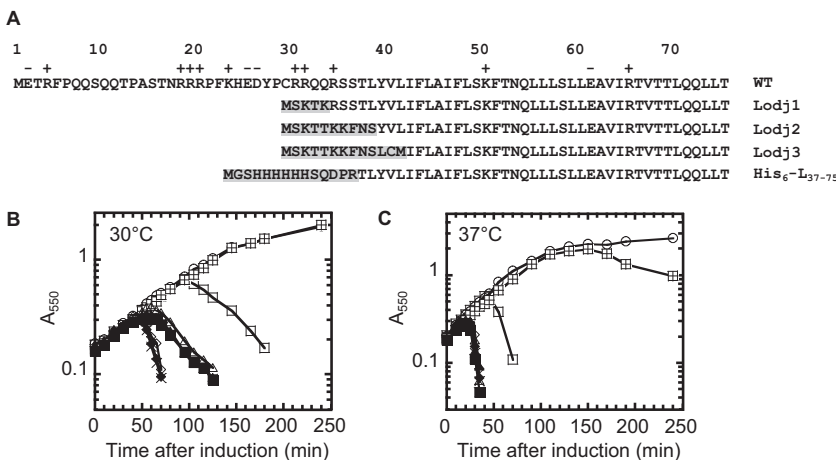 A
1 10 20 30 40 50 60 70
− + +++ + −− ++ + + − +
METRFPQQSQQTPASTNRRRPFKHEDYPCRRQQRSSTLYVLIFLAIFLSKFTNQLLLSLLEAVIRTVTTLQQLLT WT
MSKTKRSSTLYVLIFLAIFLSKFTNQLLLSLLEAVIRTVTTLQQLLT Lodj1
MSKTTKKFNSYVLIFLAIFLSKFTNQLLLSLLEAVIRTVTTLQQLLT Lodj2
MSKTTKKFNSLCMIFLAIFLSKFTNQLLLSLLEAVIRTVTTLQQLLT Lodj3
MGSHHHHHHSQDPRTLYVLIFLAIFLSKFTNQLLLSLLEAVIRTVTTLQQLLT His6-L37-75
B 30°C
1
0.1
A550
0 50 100 150 200 250
Time after induction (min)
C 37°C
1
0.1
A550
0 50 100 150 200 250
Time after induction (min)